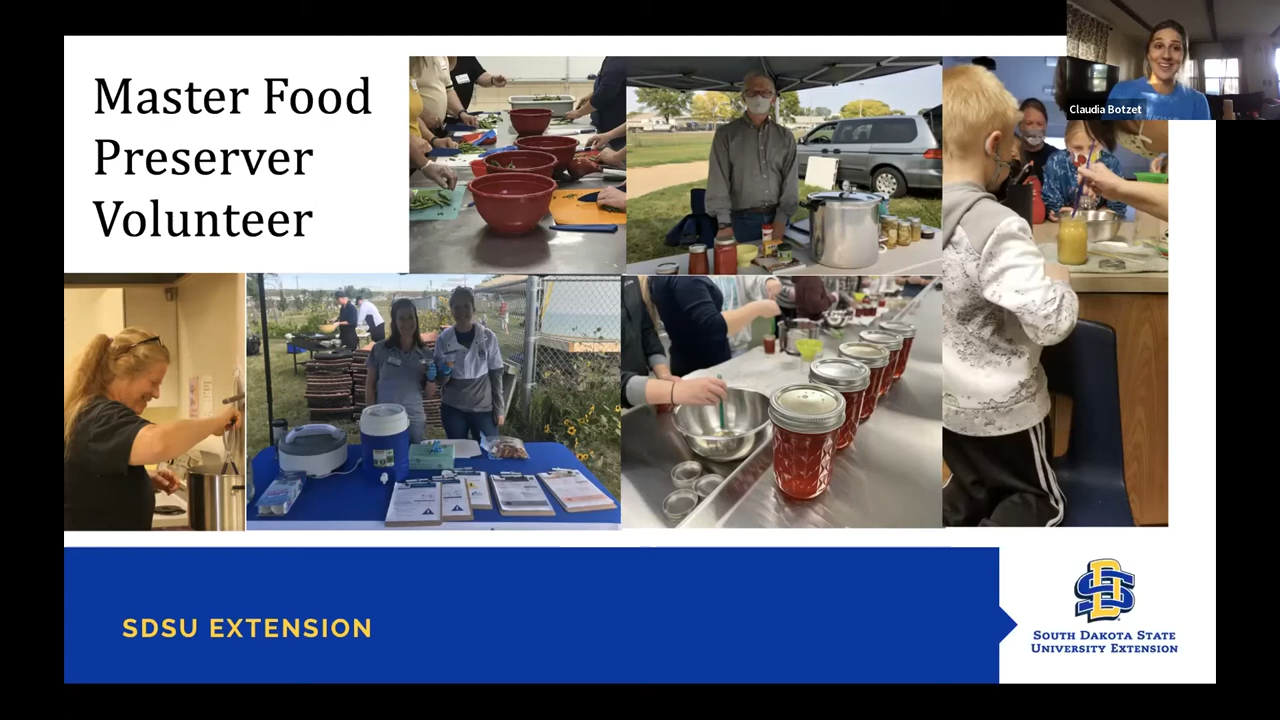 Master Food
Preserver
Volunteer
Claudia Botzet
SDSU EXTENSION
SOUTH DAKOTA STATE
UNIVERSITY EXTENSION